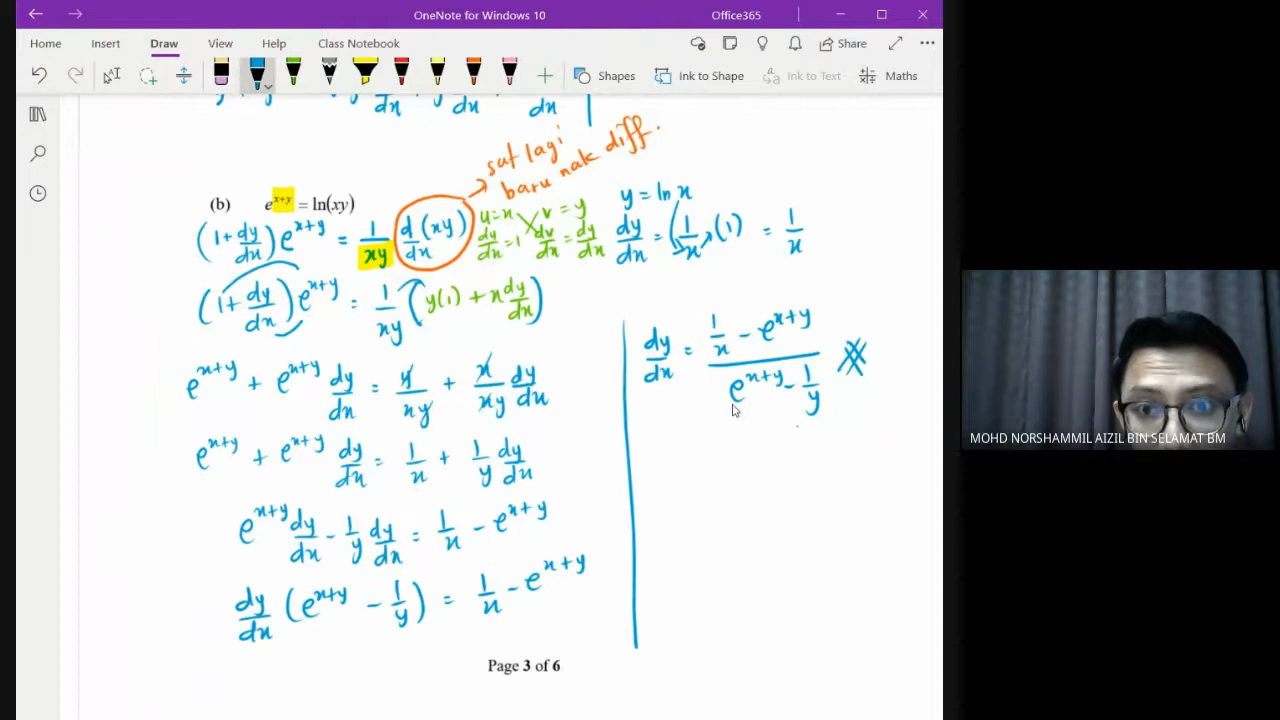 OneNote for Windows 10
Office365
Home Insert Draw View Help Class Notebook
Share
Shapes Ink to Shape Ink to Text Maths
dx dx dx
sat lagi
baru nak diff.
(b) e^{x+y} = ln(xy)
(1 + dy/dx) e^{x+y} = 1/xy d/dx (xy)
u = x v = y
du/dx = 1 dv/dx = dy/dx
y = ln x
dy/dx = (1/x)(1) = 1/x
(1 + dy/dx) e^{x+y} = 1/xy (y(1) + x dy/dx)
e^{x+y} + e^{x+y} dy/dx = y/xy + x/xy dy/dx
e^{x+y} + e^{x+y} dy/dx = 1/x + 1/y dy/dx
e^{x+y} dy/dx - 1/y dy/dx = 1/x - e^{x+y}
dy/dx (e^{x+y} - 1/y) = 1/x - e^{x+y}
dy/dx = (1/x - e^{x+y}) / (e^{x+y} - 1/y)
Page 3 of 6
MOHD NORSHAMMIL AIZIL BIN SELAMAT BM